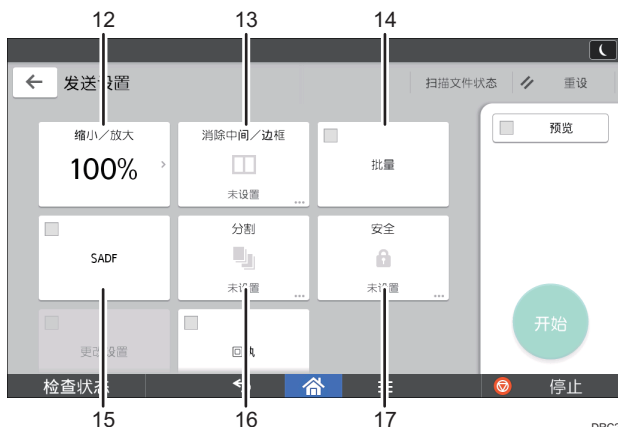 12 13 14
发送设置 扫描文件状态 重设
缩小／放大 消除中间／边框 预览
100% 批量
未设置
分割 安全
SADF
未设置 未设置
开始
更改设置 回执
检查状态 停止
15 16 17